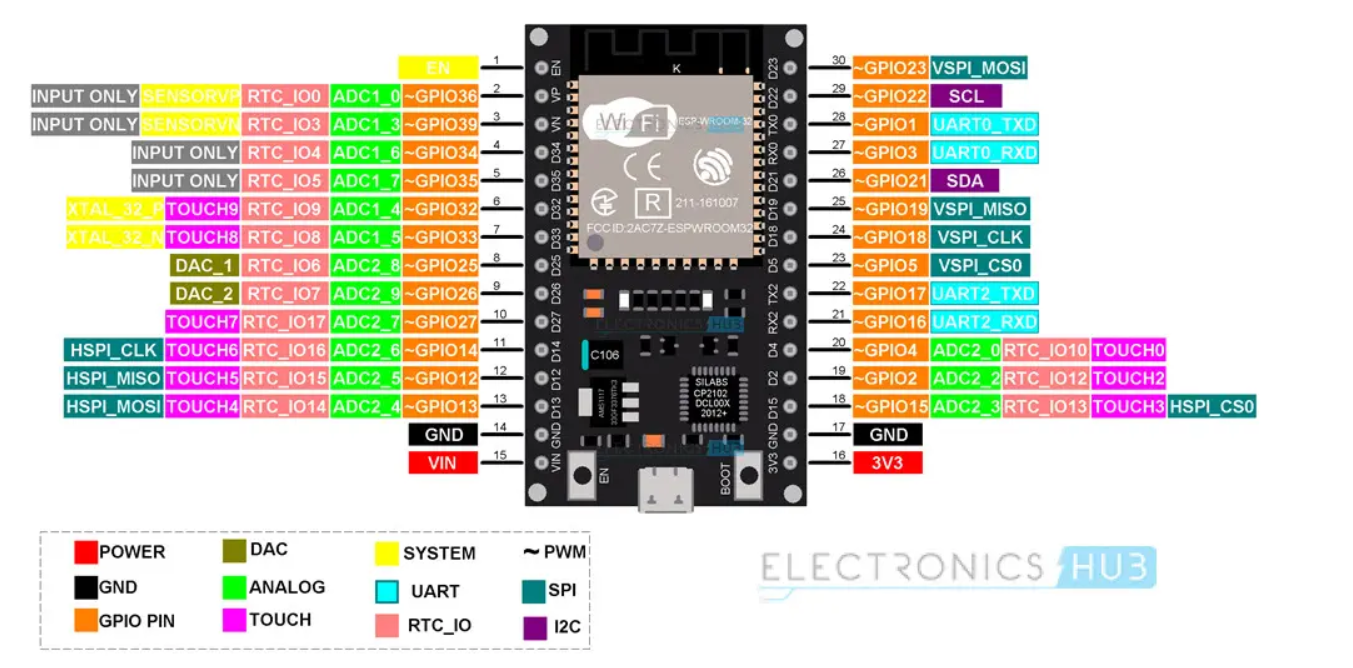 EN 1 EN D23 30 ~GPIO23 VSPI_MOSI
INPUT ONLY SENSORVP RTC_IO0 ADC1_0 ~GPIO36 2 VP D22 29 ~GPIO22 SCL
INPUT ONLY SENSORVN RTC_IO3 ADC1_3 ~GPIO39 3 VN TX0 28 ~GPIO1 UART0_TXD
INPUT ONLY RTC_IO4 ADC1_6 ~GPIO34 4 D34 RX0 27 ~GPIO3 UART0_RXD
INPUT ONLY RTC_IO5 ADC1_7 ~GPIO35 5 D35 D21 26 ~GPIO21 SDA
XTAL_32_P TOUCH9 RTC_IO9 ADC1_4 ~GPIO32 6 D32 D19 25 ~GPIO19 VSPI_MISO
XTAL_32_N TOUCH8 RTC_IO8 ADC1_5 ~GPIO33 7 D33 D18 24 ~GPIO18 VSPI_CLK
DAC_1 RTC_IO6 ADC2_8 ~GPIO25 8 D25 D5 23 ~GPIO5 VSPI_CS0
DAC_2 RTC_IO7 ADC2_9 ~GPIO26 9 D26 TX2 22 ~GPIO17 UART2_TXD
TOUCH7 RTC_IO17 ADC2_7 ~GPIO27 10 D27 RX2 21 ~GPIO16 UART2_RXD
HSPI_CLK TOUCH6 RTC_IO16 ADC2_6 ~GPIO14 11 D14 D4 20 ~GPIO4 ADC2_0 RTC_IO10 TOUCH0
HSPI_MISO TOUCH5 RTC_IO15 ADC2_5 ~GPIO12 12 D12 D2 19 ~GPIO2 ADC2_2 RTC_IO12 TOUCH2
HSPI_MOSI TOUCH4 RTC_IO14 ADC2_4 ~GPIO13 13 D13 D15 18 ~GPIO15 ADC2_3 RTC_IO13 TOUCH3 HSPI_CS0
GND 14 GND GND 17 GND
VIN 15 VIN 3V3 16 3V3
K
Wi Fi ESP-WROOM-32
CE
R 211-161007
FCC ID:2AC7Z-ESPWROOM32
ELECTRONICS HUB
C106
AMS1117
SILABS
CP2102
DCL00X
2012+
EN
BOOT
POWER DAC SYSTEM ~ PWM
GND ANALOG UART SPI
GPIO PIN TOUCH RTC_IO I2C
ELECTRONICS HUB